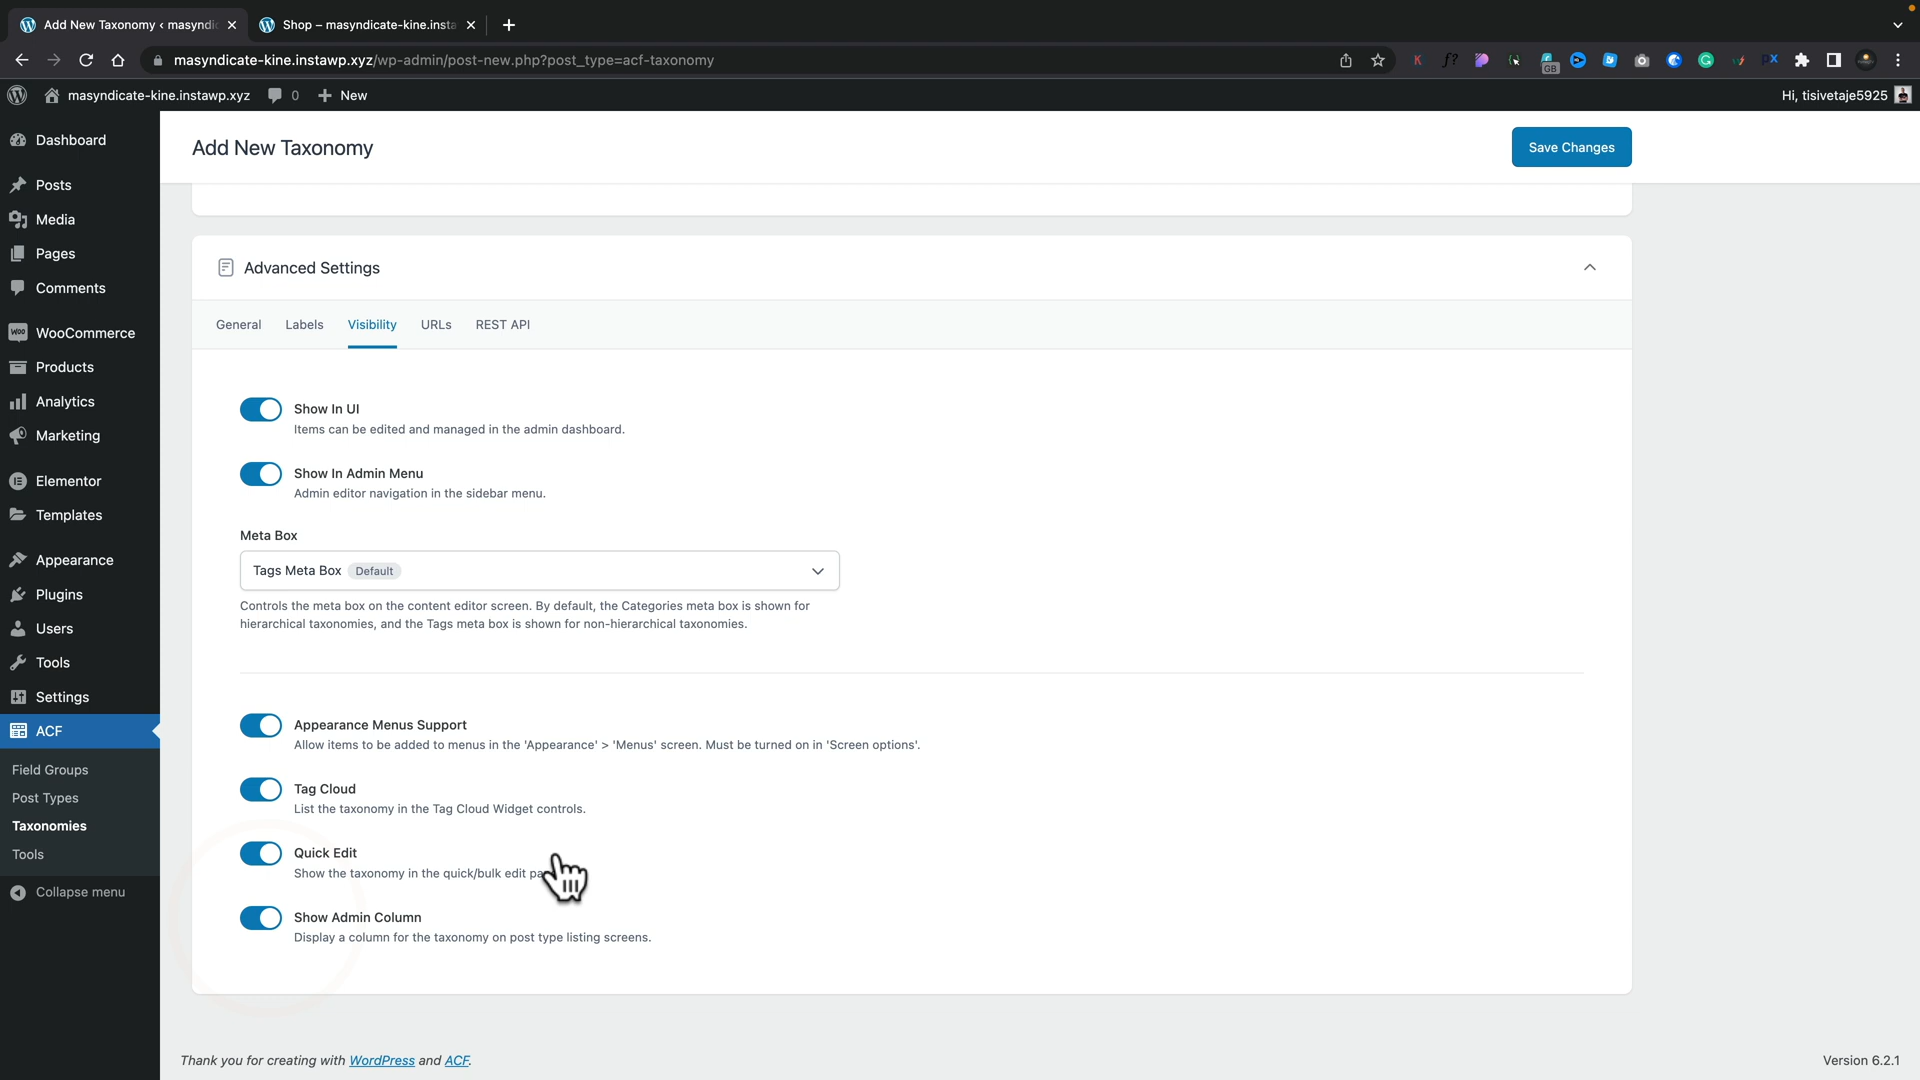 Add New Taxonomy ‹ masyndic
Shop – masyndicate-kine.insta
masyndicate-kine.instawp.xyz/wp-admin/post-new.php?post_type=acf-taxonomy
masyndicate-kine.instawp.xyz
0
New
Hi, tisivetaje5925
Dashboard
Posts
Media
Pages
Comments
WooCommerce
Products
Analytics
Marketing
Elementor
Templates
Appearance
Plugins
Users
Tools
Settings
ACF
Field Groups
Post Types
Taxonomies
Tools
Collapse menu
Add New Taxonomy
Save Changes
Advanced Settings
General Labels Visibility URLs REST API
Show In UI
Items can be edited and managed in the admin dashboard.
Show In Admin Menu
Admin editor navigation in the sidebar menu.
Meta Box
Tags Meta Box Default
Controls the meta box on the content editor screen. By default, the Categories meta box is shown for
hierarchical taxonomies, and the Tags meta box is shown for non-hierarchical taxonomies.
Appearance Menus Support
Allow items to be added to menus in the 'Appearance' > 'Menus' screen. Must be turned on in 'Screen options'.
Tag Cloud
List the taxonomy in the Tag Cloud Widget controls.
Quick Edit
Show the taxonomy in the quick/bulk edit pa
Show Admin Column
Display a column for the taxonomy on post type listing screens.
Thank you for creating with WordPress and ACF.
Version 6.2.1